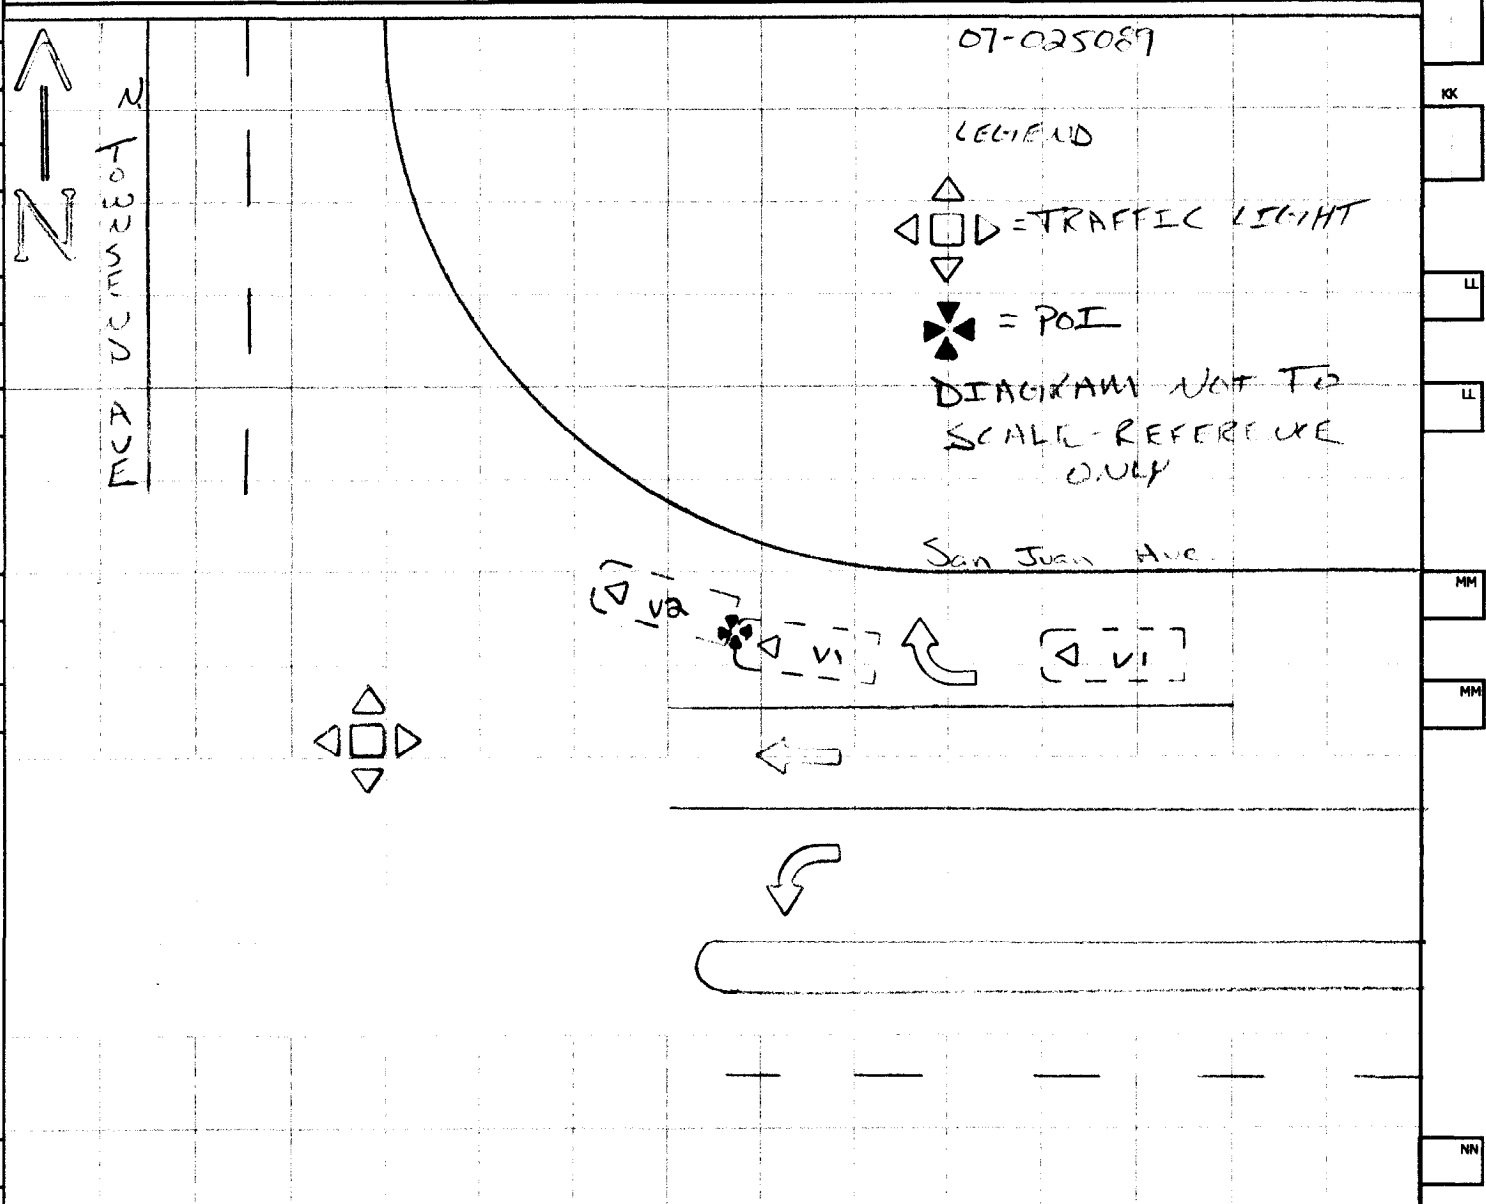 07-025089
KK
LEGEND
N
N TOWNSEND AVE
=TRAFFIC LIGHT
= POI
LL
DIAGRAM NOT TO
SCALE-REFERENCE
ONLY
LL
San Juan Ave.
MM
V2
V1
V1
MM
NN